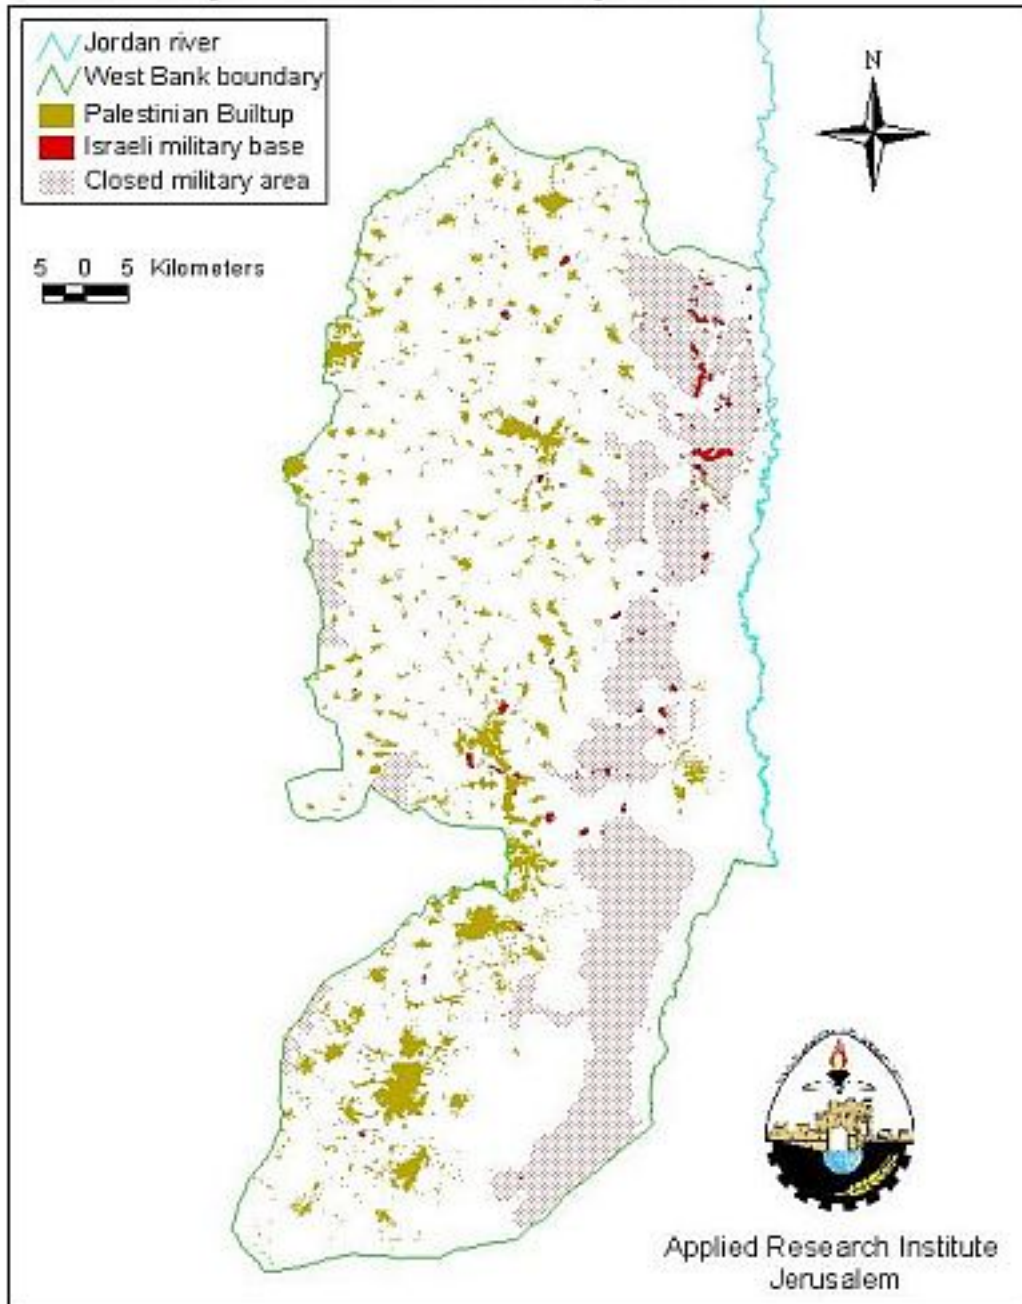 Jordan river
West Bank boundary
Palestinian Builtup
Israeli military base
Closed military area
N
5 0 5 Kilometers
Applied Research Institute
Jerusalem